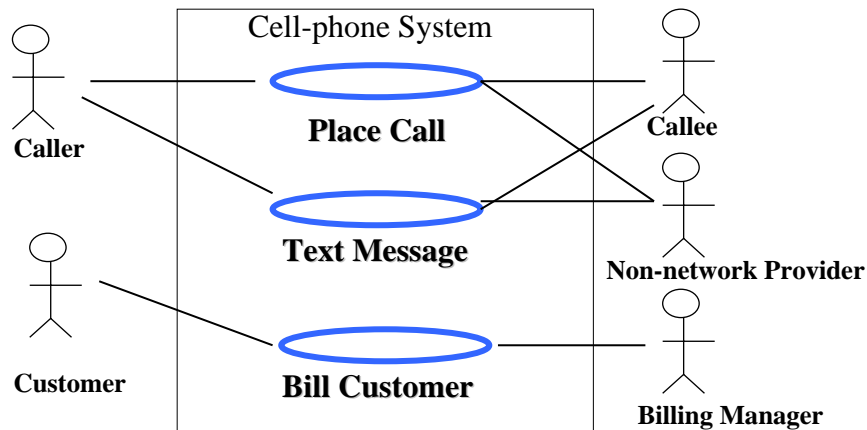 Cell-phone System
Caller
Place Call
Callee
Text Message
Non-network Provider
Customer
Bill Customer
Billing Manager